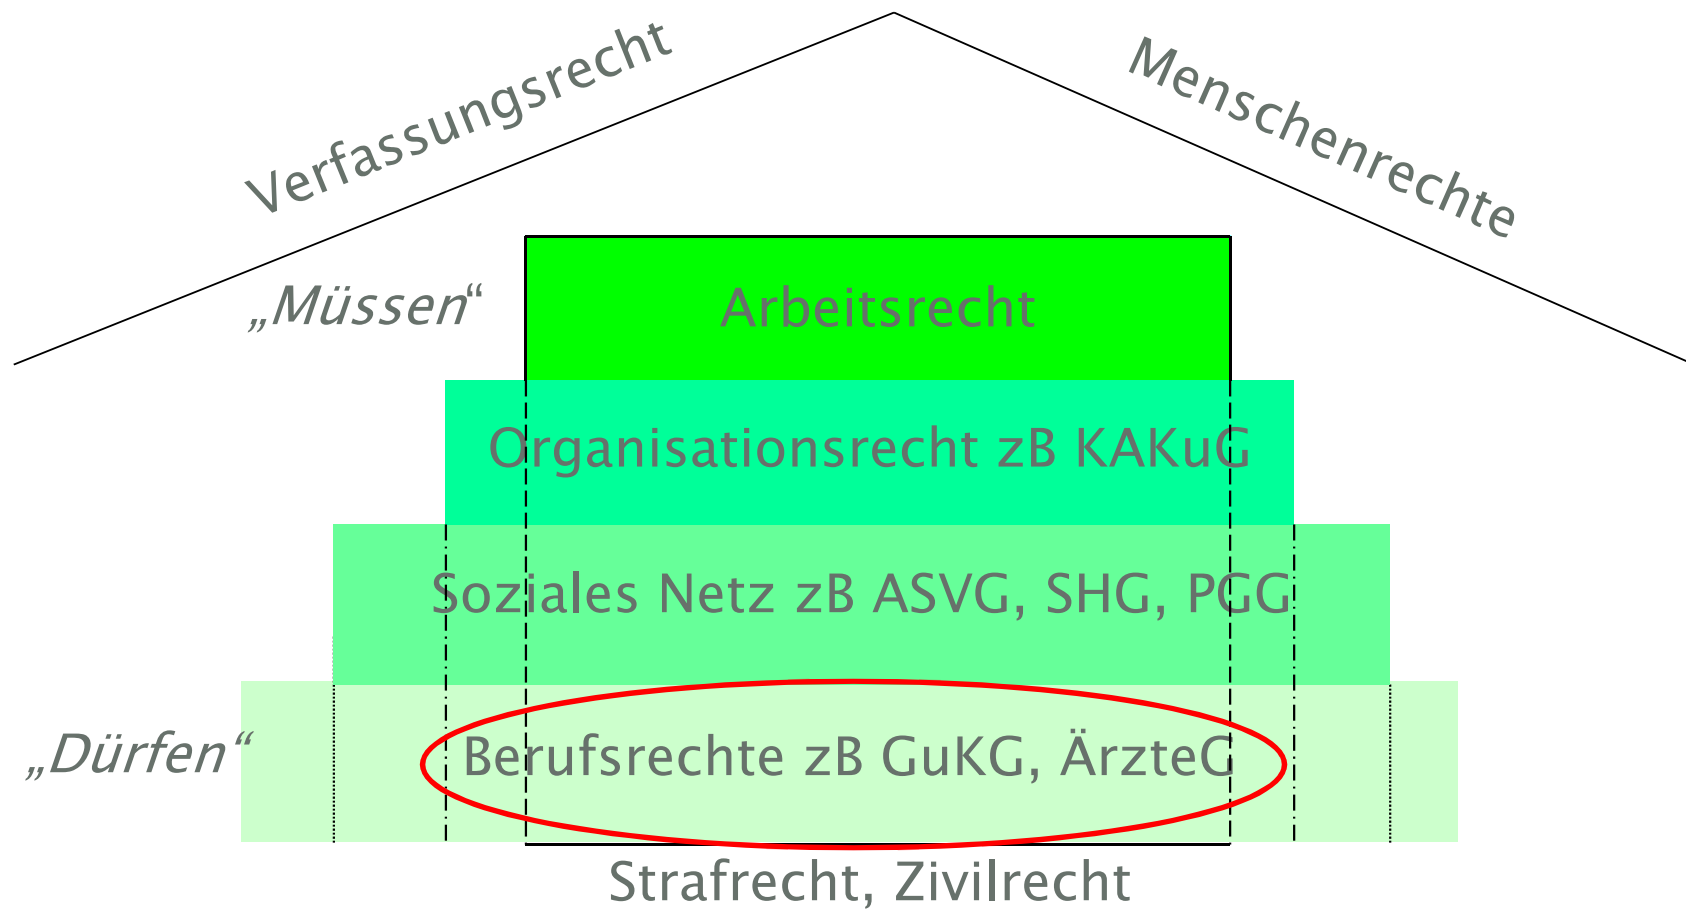 Verfassungsrecht
Menschenrechte
„Müssen“
Arbeitsrecht
Organisationsrecht zB KAKuG
Soziales Netz zB ASVG, SHG, PGG
„Dürfen“
Berufsrechte zB GuKG, ÄrzteG
Strafrecht, Zivilrecht